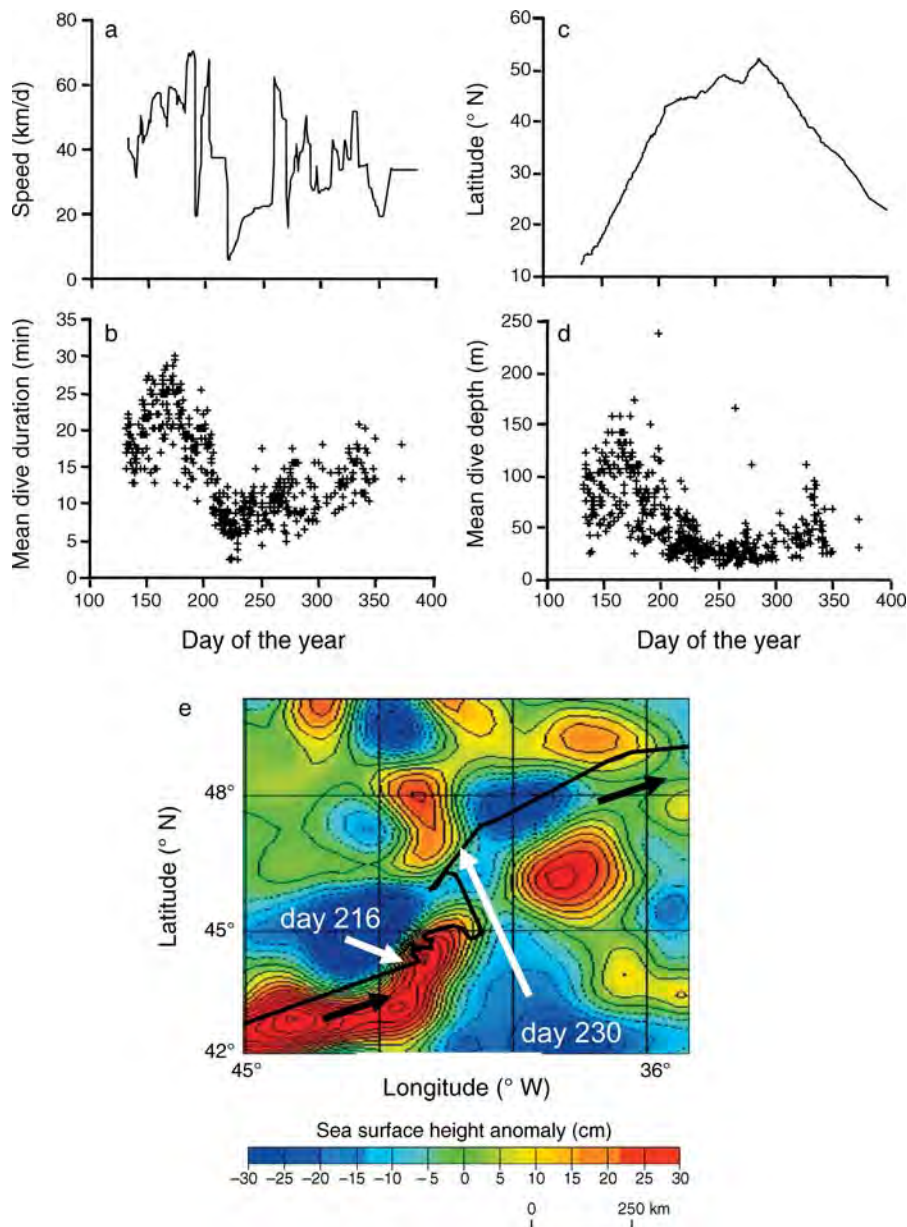 a
Speed (km/d)
80
60
40
20
0
c
Latitude (° N)
60
50
40
30
20
10
b
Mean dive duration (min)
35
30
25
20
15
10
5
0
100 150 200 250 300 350 400
Day of the year
d
Mean dive depth (m)
250
200
150
100
50
0
100 150 200 250 300 350 400
Day of the year
e
Latitude (° N)
48°
45°
42°
day 216
day 230
45° 36°
Longitude (° W)
Sea surface height anomaly (cm)
−30 −25 −20 −15 −10 −5 0 5 10 15 20 25 30
0 250 km